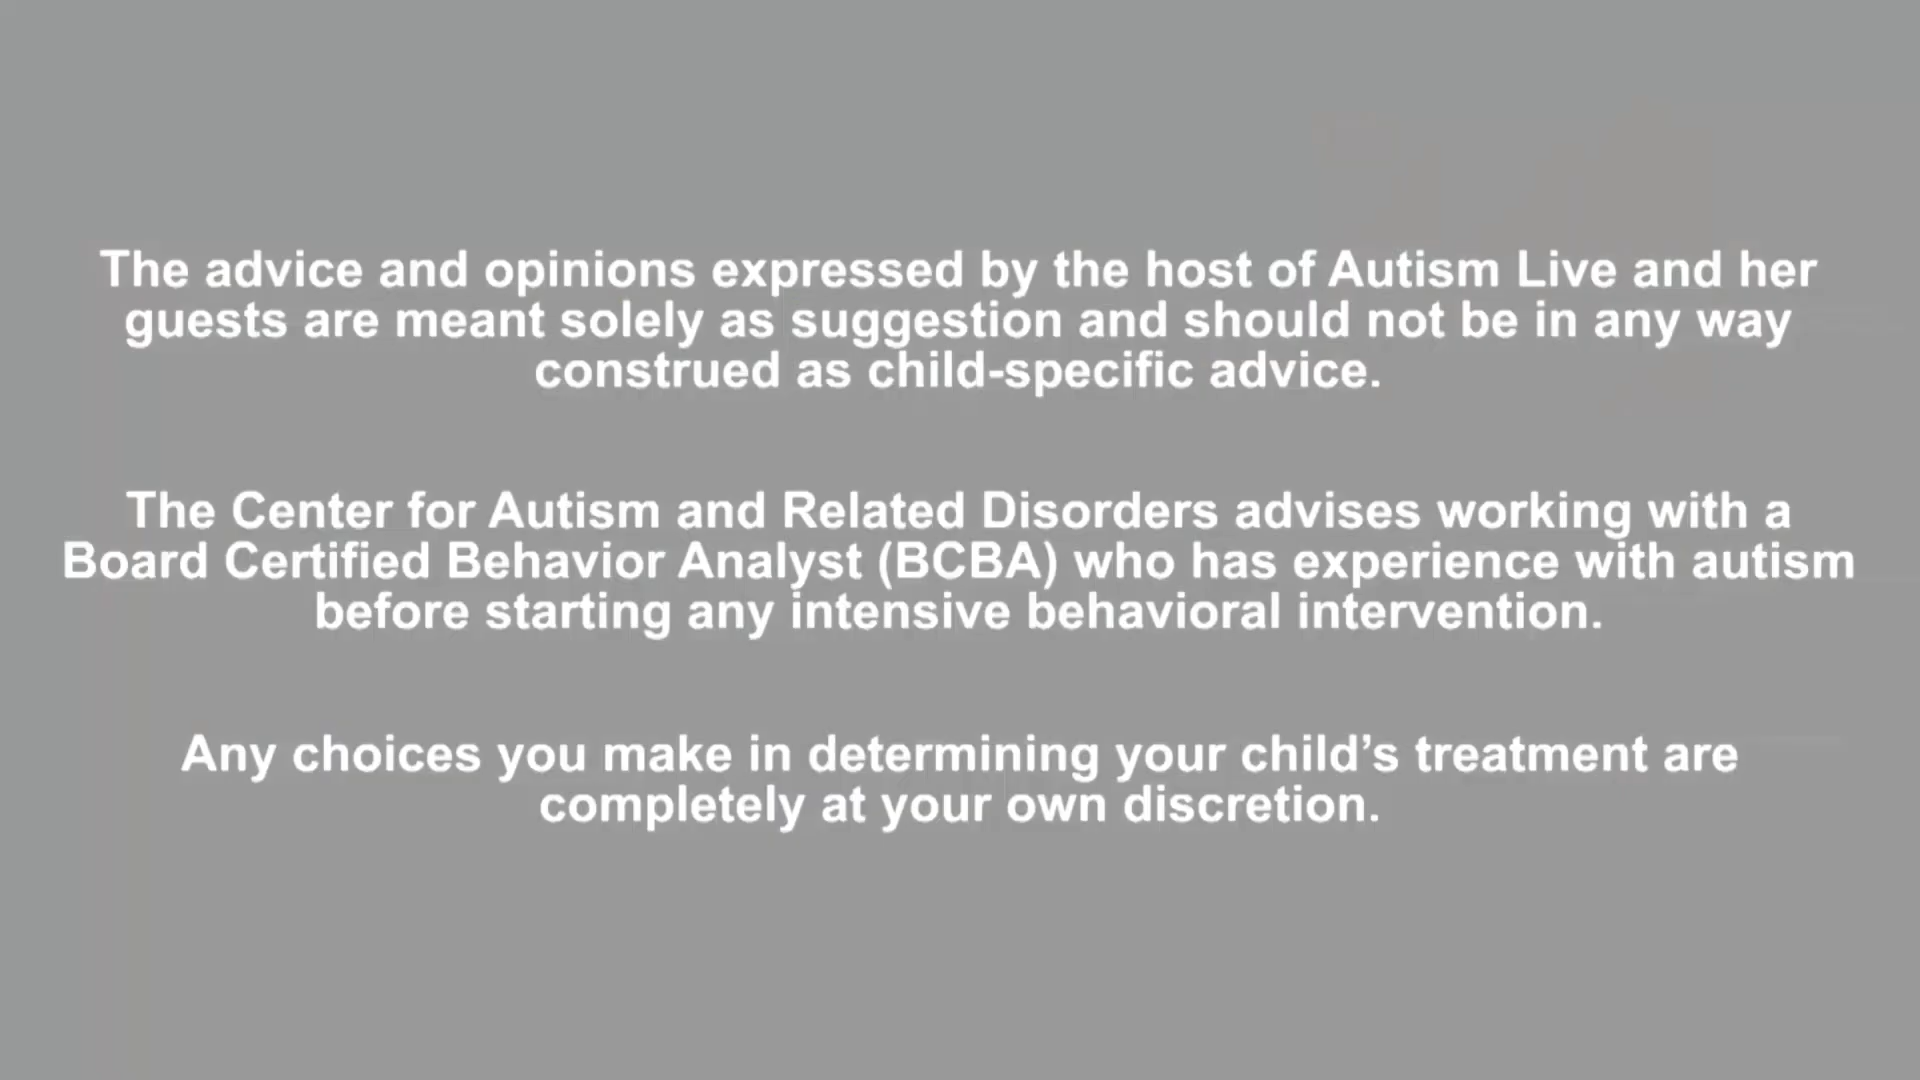 The advice and opinions expressed by the host of Autism Live and her
guests are meant solely as suggestion and should not be in any way
construed as child-specific advice.
The Center for Autism and Related Disorders advises working with a
Board Certified Behavior Analyst (BCBA) who has experience with autism
before starting any intensive behavioral intervention.
Any choices you make in determining your child’s treatment are
completely at your own discretion.